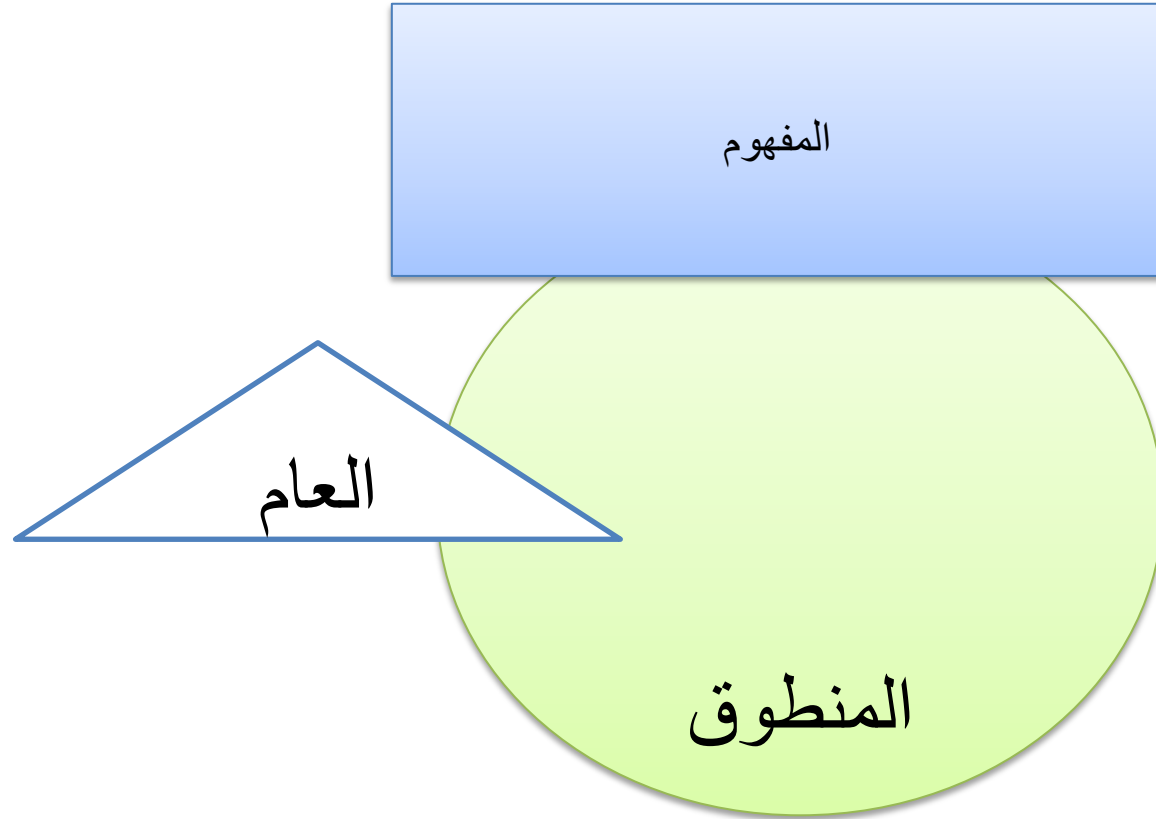 المفهوم
العام
المنطوق